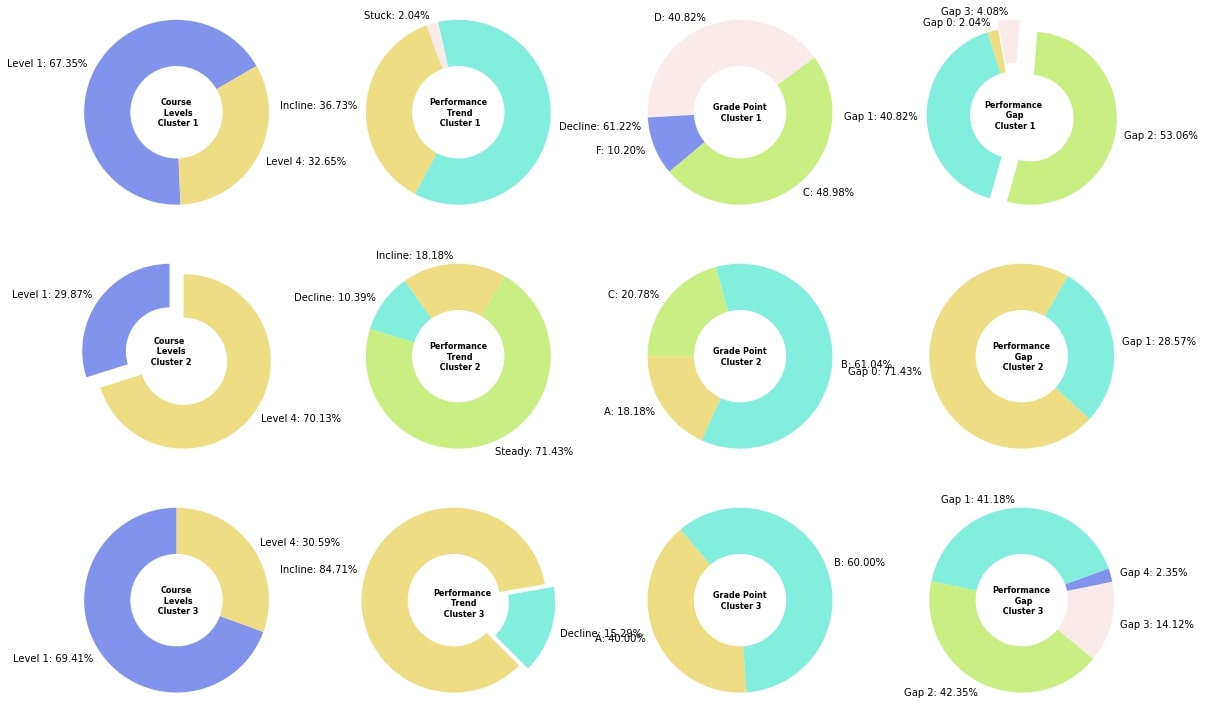 Level 1: 67.35%
Course
Levels
Cluster 1
Level 4: 32.65%
Stuck: 2.04%
Incline: 36.73%
Performance
Trend
Cluster 1
Decline: 61.22%
D: 40.82%
Grade Point
Cluster 1
F: 10.20%
C: 48.98%
Gap 3: 4.08%
Gap 0: 2.04%
Gap 1: 40.82%
Performance
Gap
Cluster 1
Gap 2: 53.06%
Level 1: 29.87%
Course
Levels
Cluster 2
Level 4: 70.13%
Incline: 18.18%
Decline: 10.39%
Performance
Trend
Cluster 2
Steady: 71.43%
C: 20.78%
Grade Point
Cluster 2
B: 61.04%
A: 18.18%
Gap 0: 71.43%
Performance
Gap
Cluster 2
Gap 1: 28.57%
Level 4: 30.59%
Course
Levels
Cluster 3
Level 1: 69.41%
Incline: 84.71%
Performance
Trend
Cluster 3
Decline: 15.29%
B: 60.00%
Grade Point
Cluster 3
A: 40.00%
Gap 1: 41.18%
Gap 4: 2.35%
Performance
Gap
Cluster 3
Gap 3: 14.12%
Gap 2: 42.35%